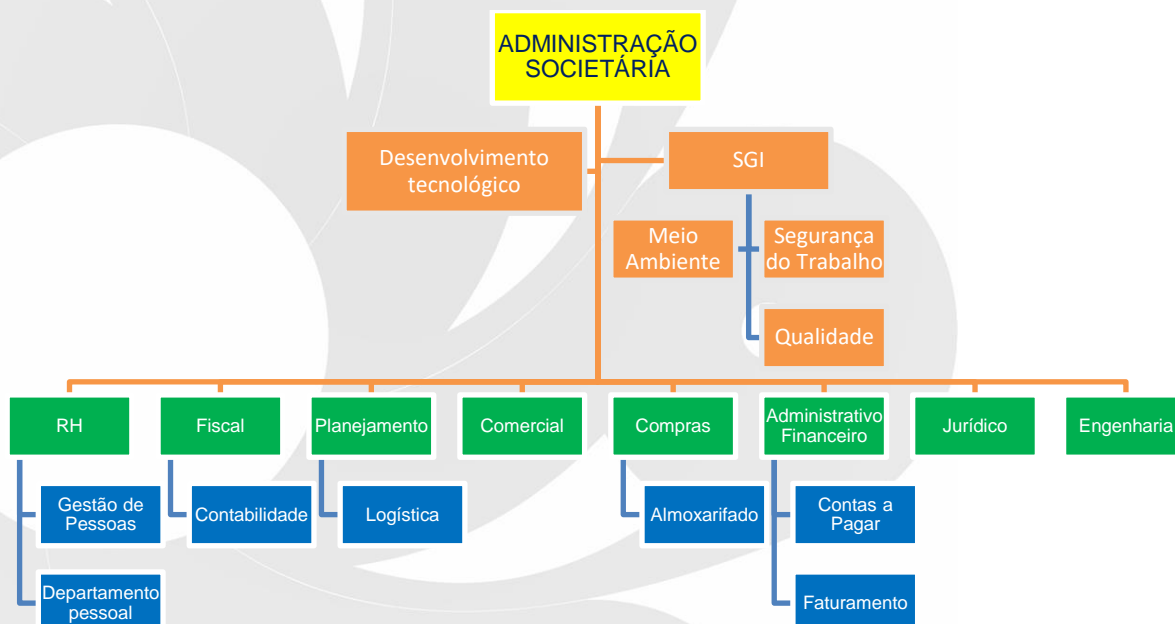 ADMINISTRAÇÃO
SOCIETÁRIA
Desenvolvimento
tecnológico
SGI
Meio
Ambiente
Segurança
do Trabalho
Qualidade
RH
Fiscal
Planejamento
Comercial
Compras
Administrativo
Financeiro
Jurídico
Engenharia
Gestão de
Pessoas
Contabilidade
Logística
Almoxarifado
Contas a
Pagar
Departamento
pessoal
Faturamento